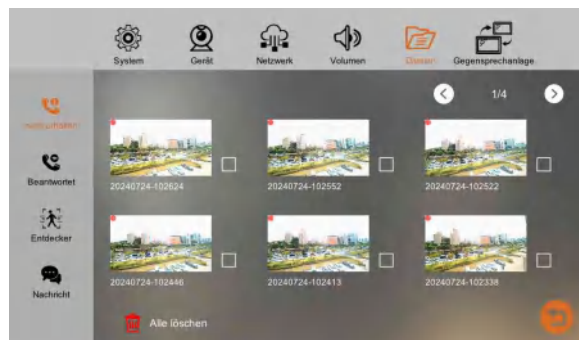 System
Gerät
Netzwerk
Volumen
Dateien
Gegensprechanlage
1/4
Beantwortet
Entdecker
Nachricht
20240724-102624
20240724-102552
20240724-102522
20240724-102446
20240724-102413
20240724-102338
Alle löschen